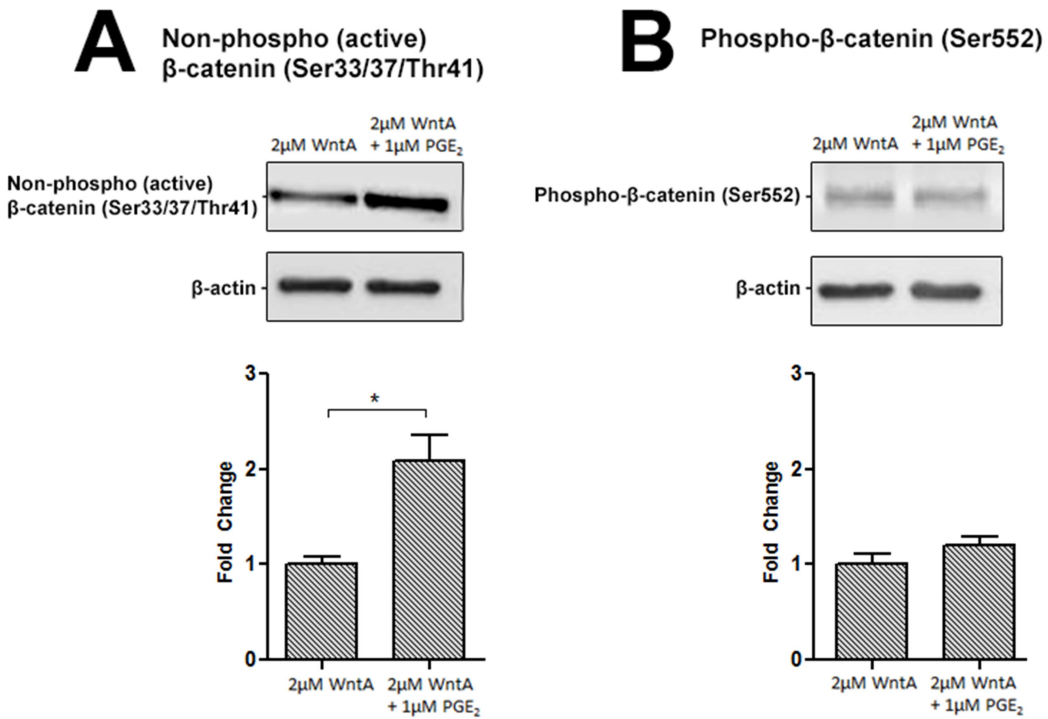 A
Non-phospho (active)
β-catenin (Ser33/37/Thr41)
2µM WntA
2µM WntA
+ 1µM PGE₂
Non-phospho (active)
β-catenin (Ser33/37/Thr41)
β-actin
3
2
1
0
Fold Change
*
2µM WntA
2µM WntA
+ 1µM PGE₂
B
Phospho-β-catenin (Ser552)
2µM WntA
2µM WntA
+ 1µM PGE₂
Phospho-β-catenin (Ser552)
β-actin
3
2
1
0
Fold Change
2µM WntA
2µM WntA
+ 1µM PGE₂